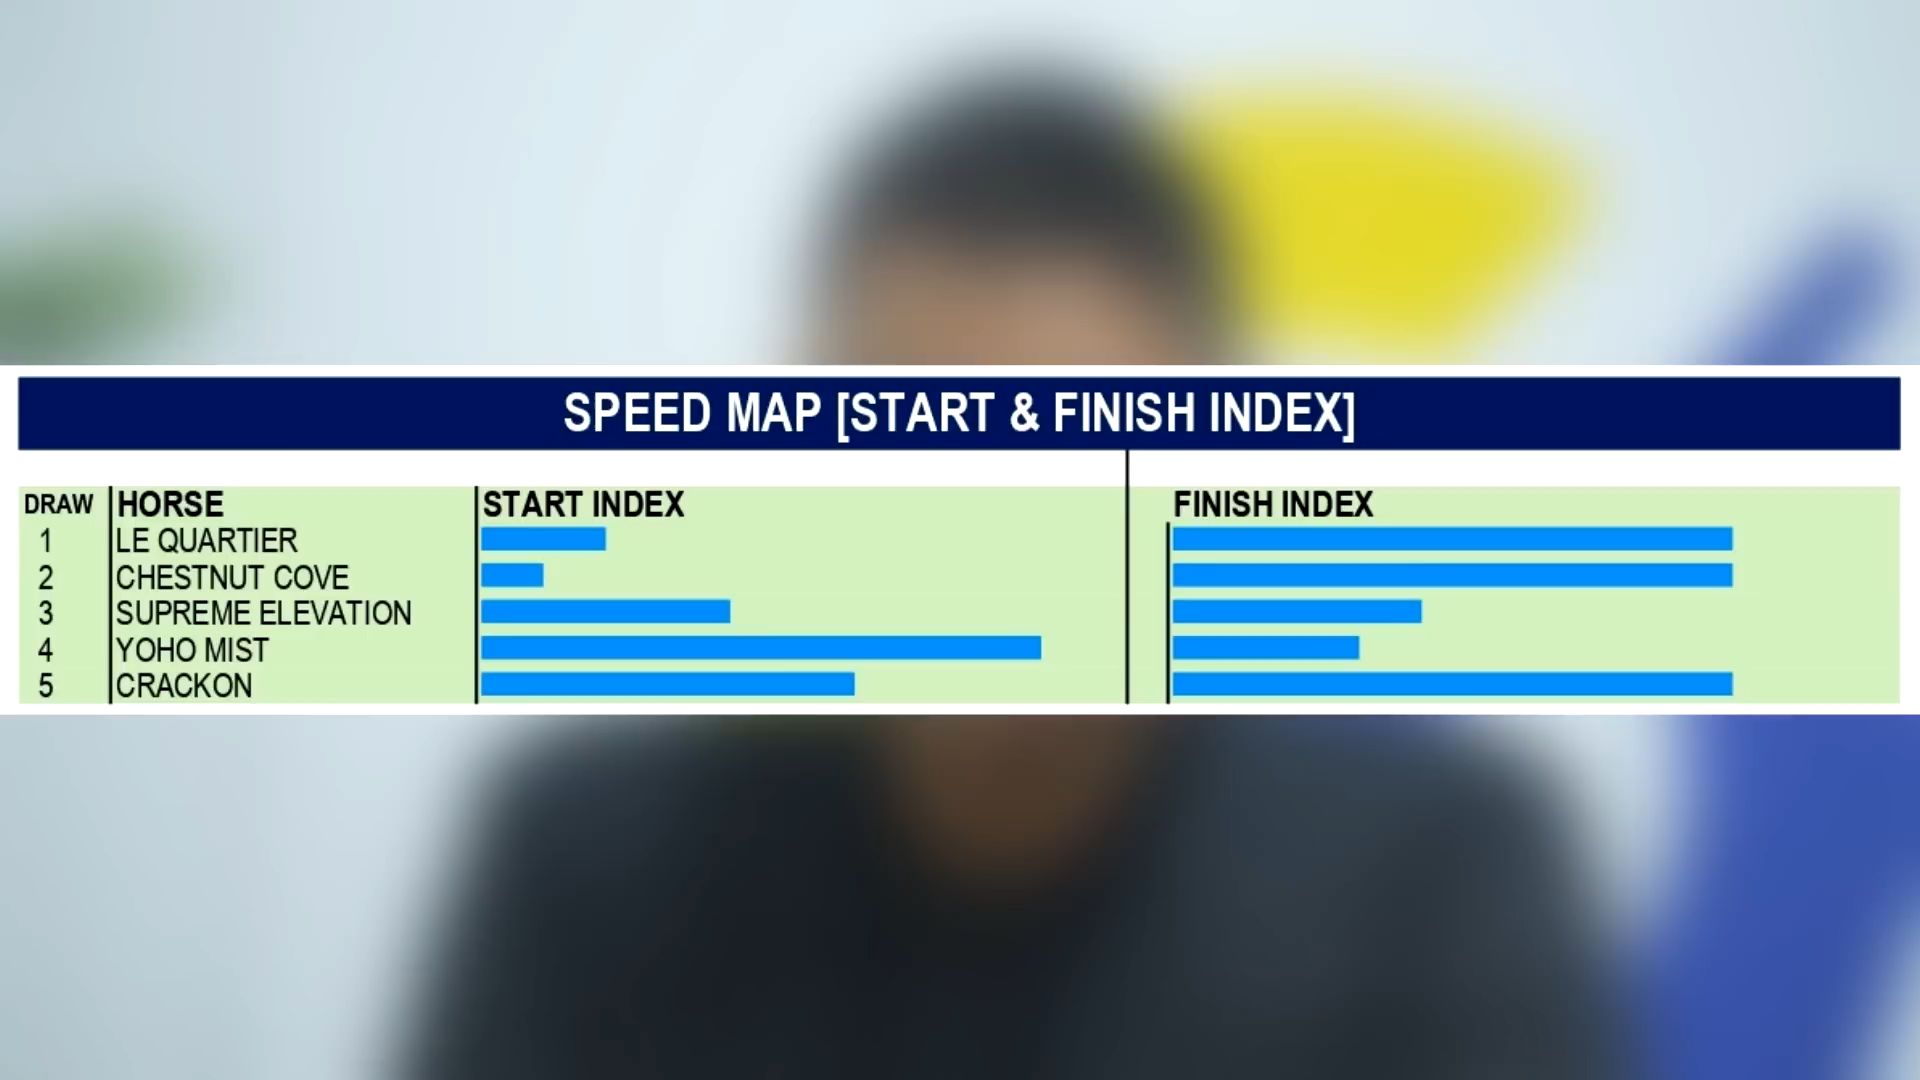 SPEED MAP [START & FINISH INDEX]
DRAW HORSE START INDEX FINISH INDEX
1 LE QUARTIER
2 CHESTNUT COVE
3 SUPREME ELEVATION
4 YOHO MIST
5 CRACKON